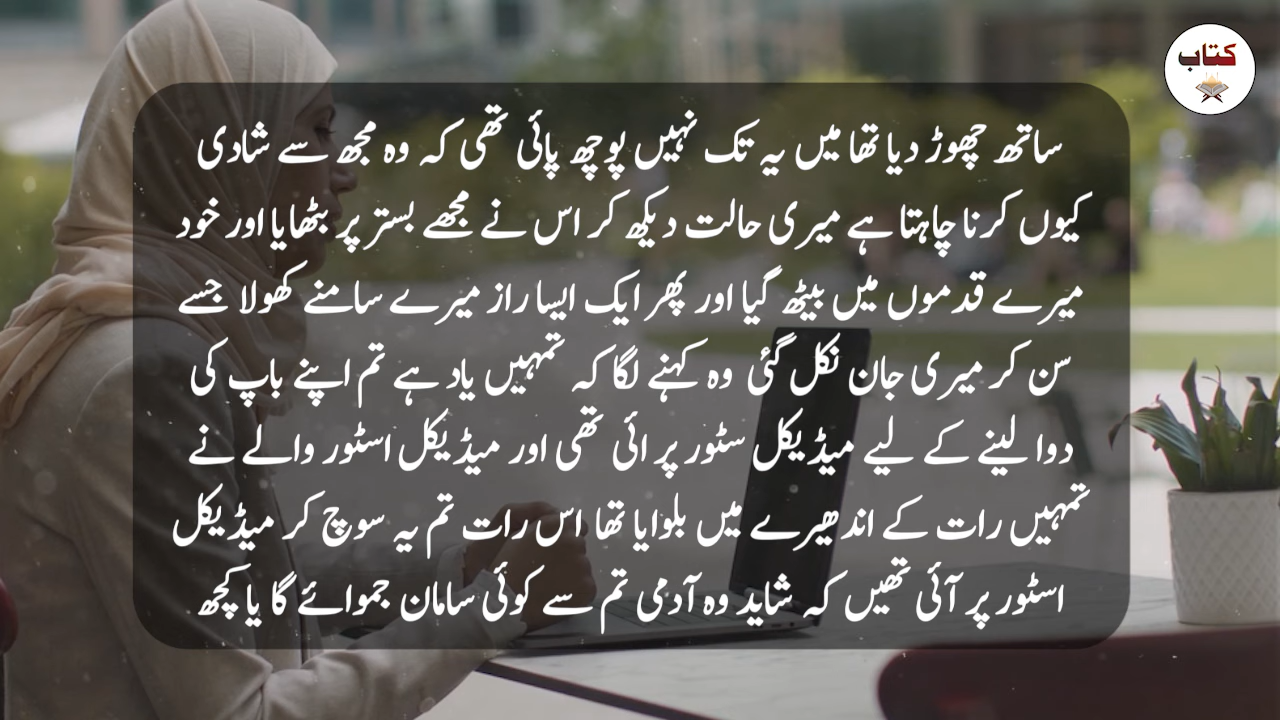 کتاب
ساتھ چھوڑ دیا تھا میں یہ تک نہیں پوچھ پائی تھی کہ وہ مجھ سے شادی
کیوں کرنا چاہتا ہے میری حالت دیکھ کر اس نے مجھے بستر پر بٹھایا اور خود
میرے قدموں میں بیٹھ گیا اور پھر ایک ایسا راز میرے سامنے کھولا جسے
سن کر میری جان نکل گئی وہ کہنے لگا کہ تمہیں یاد ہے تم اپنے باپ کی
دوا لینے کے لیے میڈیکل سٹور پر ائی تھی اور میڈیکل اسٹور والے نے
تمہیں رات کے اندھیرے میں بلوایا تھا اس رات تم یہ سوچ کر میڈیکل
اسٹور پر آئی تھیں کہ شاید وہ آدمی تم سے کوئی سامان جموائے گا یا کچھ